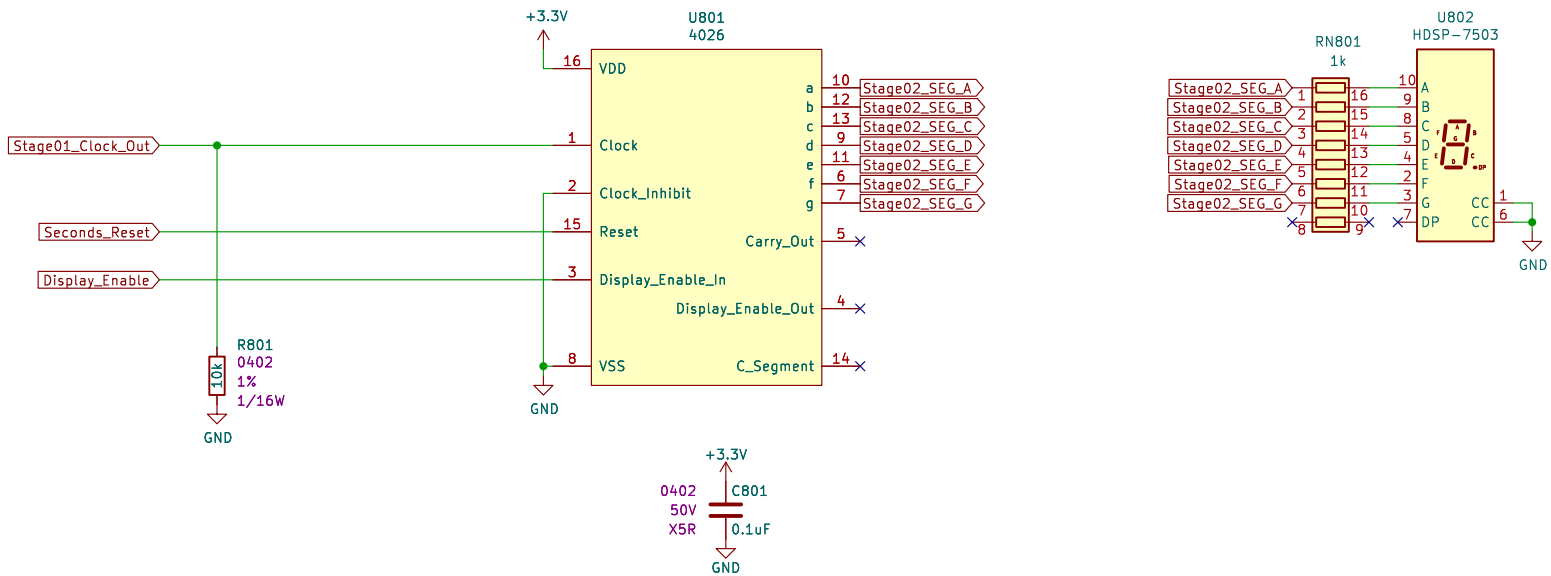 +3.3V
U801
4026
16
VDD
Stage01_Clock_Out
1
Clock
2
Clock_Inhibit
Seconds_Reset
15
Reset
Display_Enable
3
Display_Enable_In
8
VSS
GND
a
10
Stage02_SEG_A
b
12
Stage02_SEG_B
c
13
Stage02_SEG_C
d
9
Stage02_SEG_D
e
11
Stage02_SEG_E
f
6
Stage02_SEG_F
g
7
Stage02_SEG_G
Carry_Out
5
Display_Enable_Out
4
C_Segment
14
R801
10k
0402
1%
1/16W
GND
+3.3V
0402
C801
50V
X5R
0.1uF
GND
RN801
1k
Stage02_SEG_A
1
16
Stage02_SEG_B
2
15
Stage02_SEG_C
3
14
Stage02_SEG_D
4
13
Stage02_SEG_E
5
12
Stage02_SEG_F
6
11
Stage02_SEG_G
7
10
8
9
U802
HDSP-7503
10
A
9
B
8
C
5
D
4
E
2
F
3
G
7
DP
A
F
B
G
E
C
D
DP
CC
1
CC
6
GND